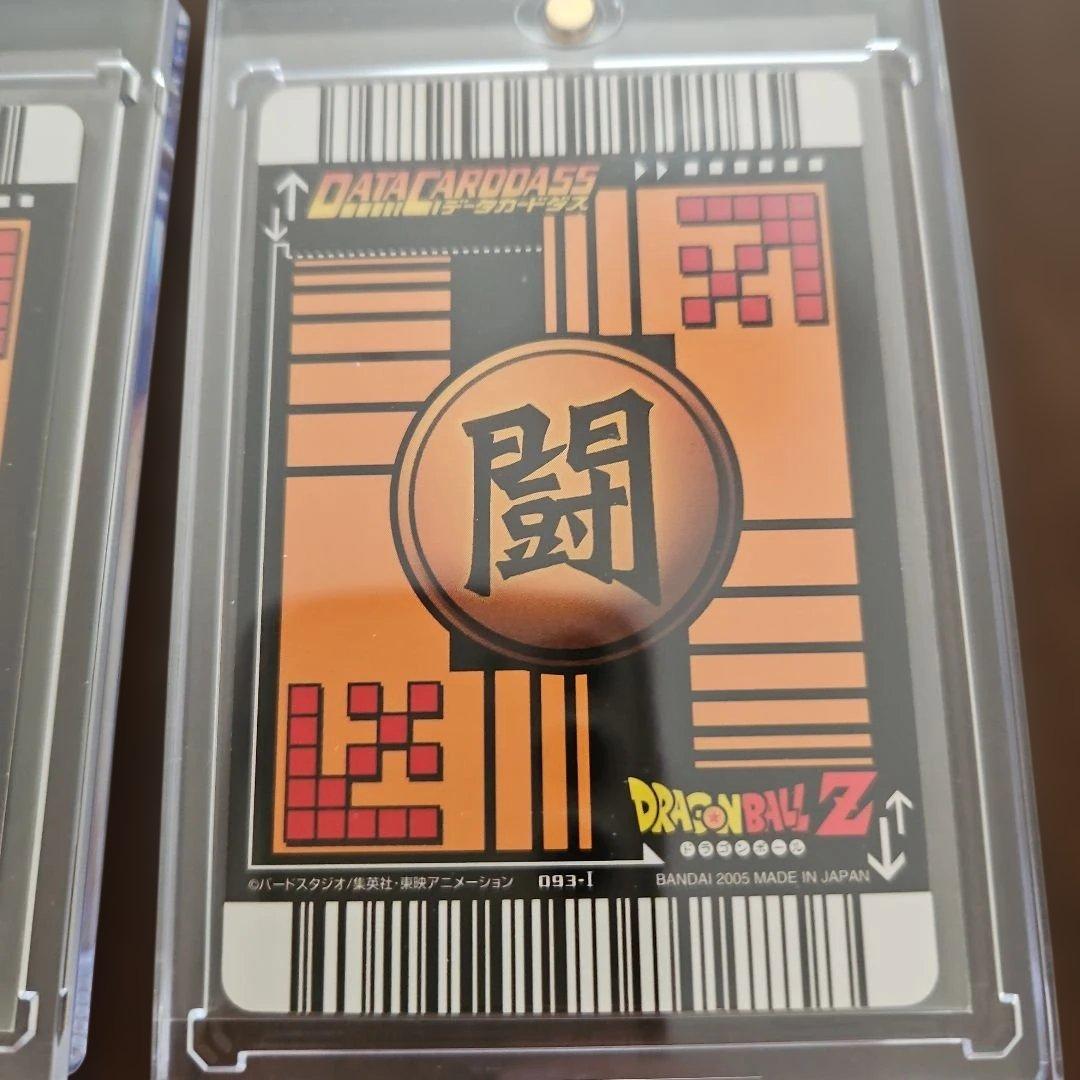 DATA CARDDASS
データカードダス
闘
DRAGONBALL Z
ドラゴンボール
©バードスタジオ/集英社・東映アニメーション
093-I
BANDAI 2005 MADE IN JAPAN